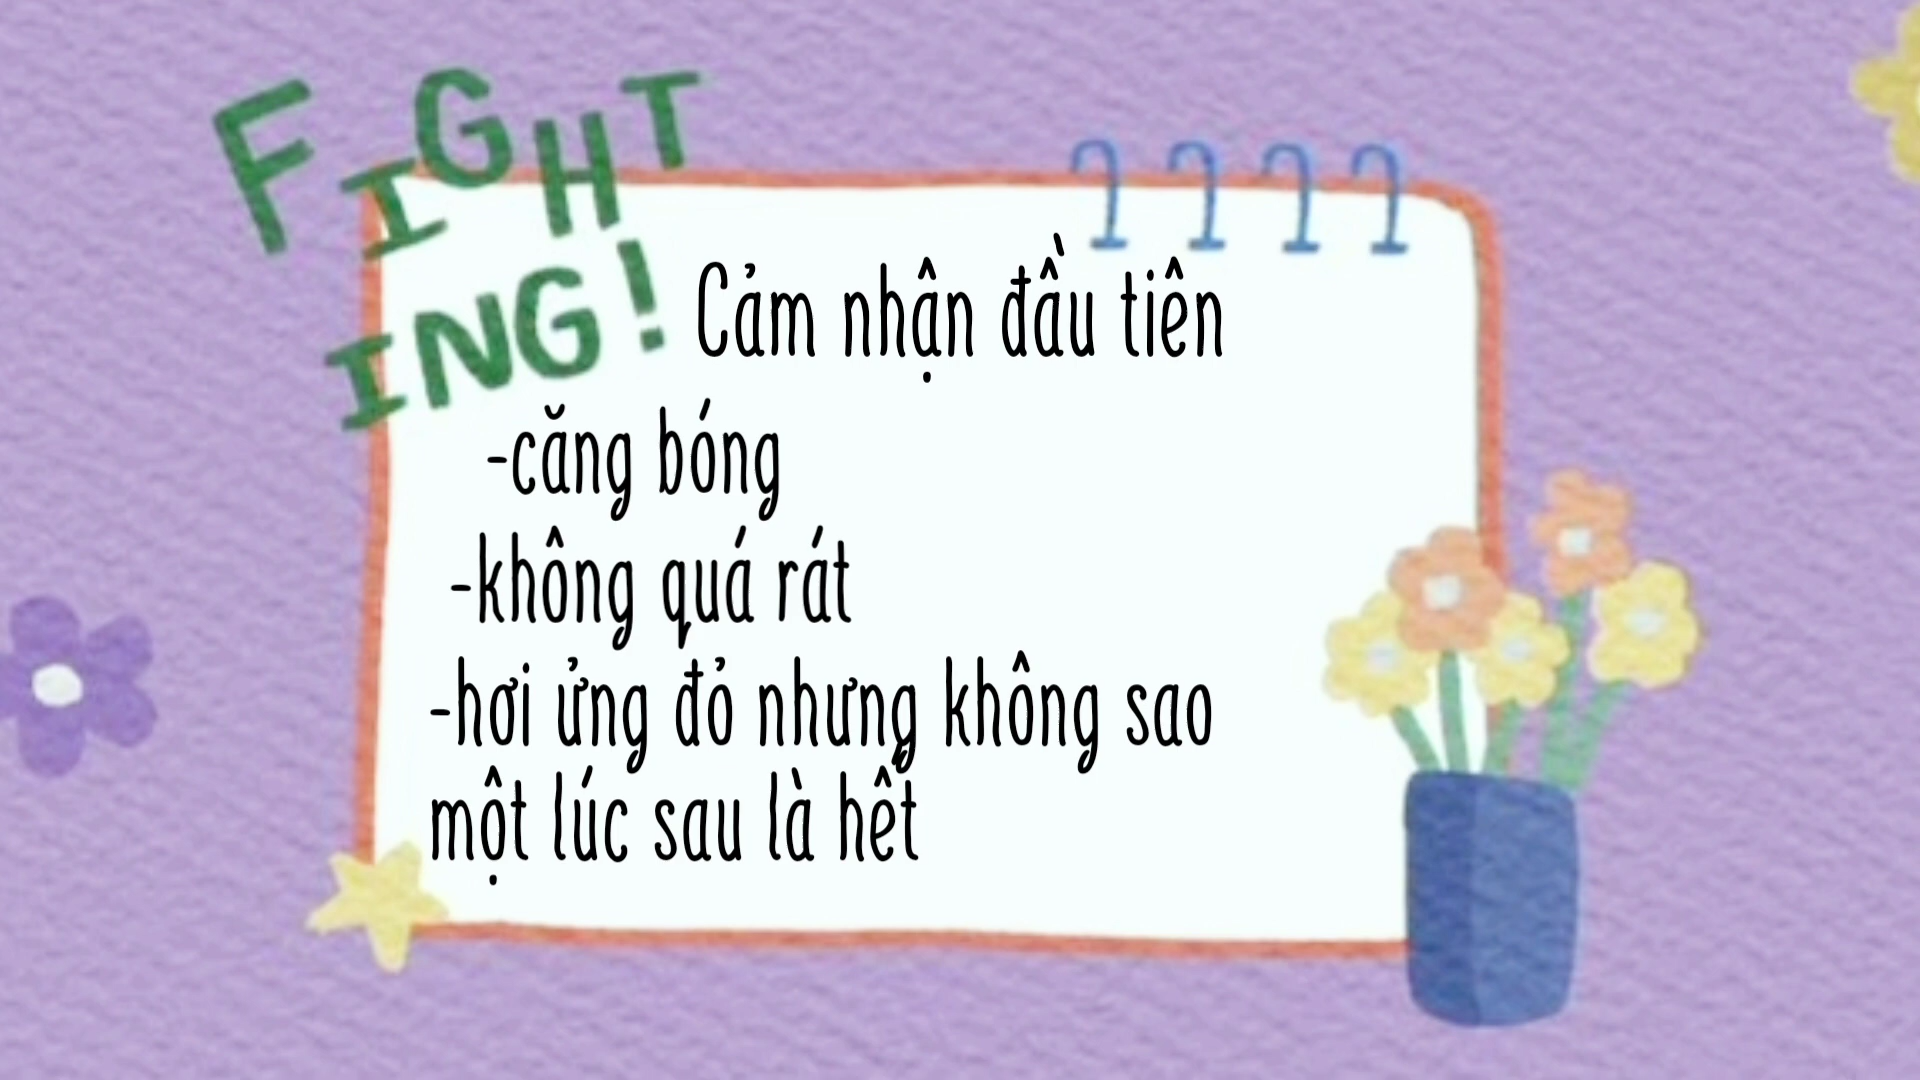 FIGHT
ING!
Cảm nhận đầu tiên
-căng bóng
-không quá rát
-hơi ửng đỏ nhưng không sao
một lúc sau là hết